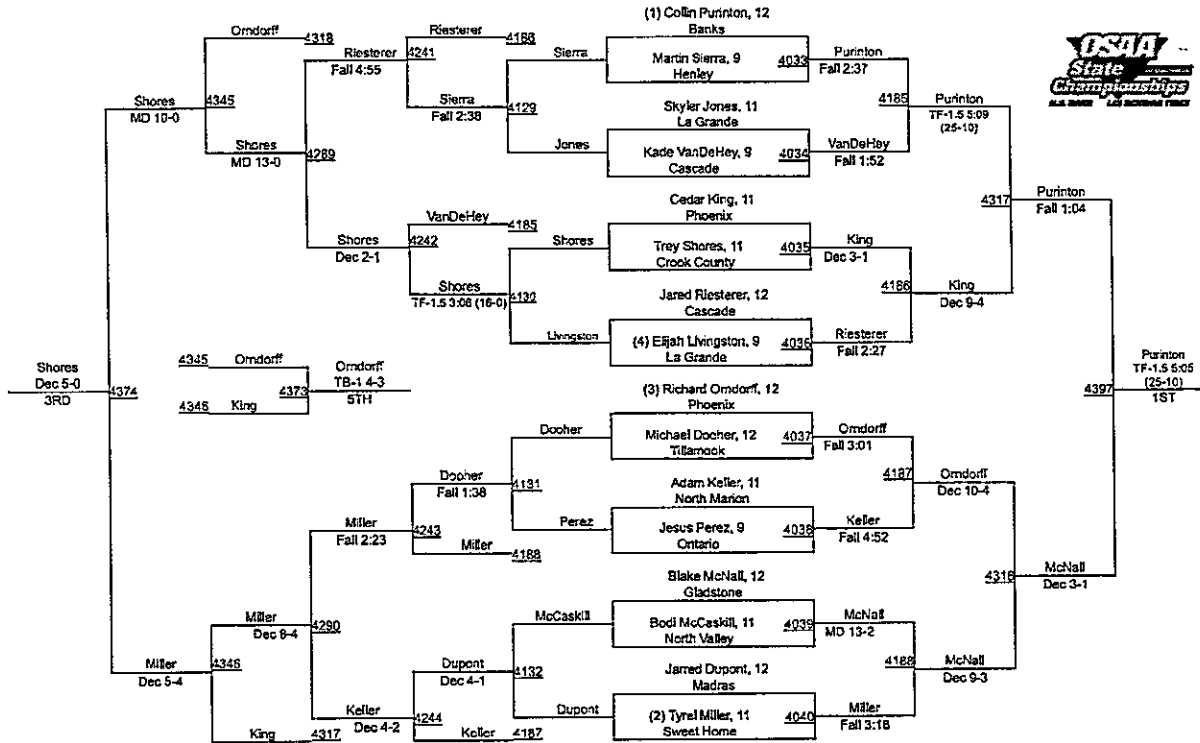 (1) Collin Purinton, 12
Banks
Martin Sierra, 9
Henley
4033
Skyler Jones, 11
La Grande
Kade VanDeHey, 9
Cascade
4034
Cedar King, 11
Phoenix
Trey Shores, 11
Crook County
4035
Jared Riesterer, 12
Cascade
(4) Elijah Livingston, 9
La Grande
4036
(3) Richard Orndorff, 12
Phoenix
Michael Docher, 12
Tillamook
4037
Adam Keller, 11
North Marion
Jesus Perez, 9
Ontario
4038
Blake McNall, 12
Gladstone
Bodi McCaskill, 11
North Valley
4039
Jarred Dupont, 12
Madras
(2) Tyrel Miller, 11
Sweet Home
4040
Purinton
Fall 2:37
4185
VanDeHey
Fall 1:52
King
Dec 3-1
4186
Riesterer
Fall 2:27
Orndorff
Fall 3:01
4187
Keller
Fall 4:52
McNall
MD 13-2
4188
Miller
Fall 3:18
Purinton
TF-1.5 5:09
(25-10)
4317
King
Dec 9-4
Orndorff
Dec 10-4
4318
McNall
Dec 9-3
Purinton
Fall 1:04
4397
McNall
Dec 3-1
Purinton
TF-1.5 5:05
(25-10)
1ST
Sierra
4129
Jones
Shores
4130
Livingston
Docher
4131
Perez
McCaskill
4132
Dupont
Riesterer
4186
4241
Sierra
Fall 2:38
VanDeHey
4185
4242
Shores
TF-1.5 3:08 (16-0)
Docher
Fall 1:38
4243
Miller
4188
Dupont
Dec 4-1
4244
Keller
4187
Riesterer
Fall 4:55
4289
Shores
Dec 2-1
Miller
Fall 2:23
4290
Keller
Dec 4-2
Orndorff
4318
4345
Shores
MD 13-0
Miller
Dec 8-4
4346
King
4317
Shores
MD 10-0
4374
Miller
Dec 5-4
Shores
Dec 5-0
3RD
4345
Orndorff
4346
King
4373
Orndorff
TB-1 4-3
5TH
OSAA
State
Championships